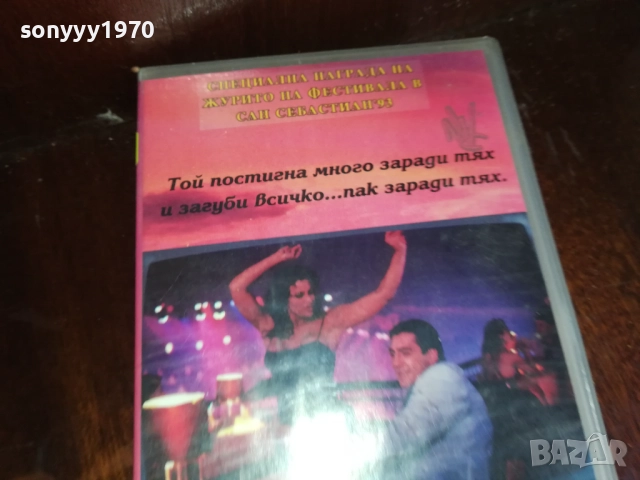 sonyyy1970
СПЕЦИАЛНА НАГРАДА НА
ЖУРИТО НА ФЕСТИВАЛА В
САН СЕБАСТИАН'93
Той постигна много заради тях
и загуби всичко...пак заради тях.
BAZAR